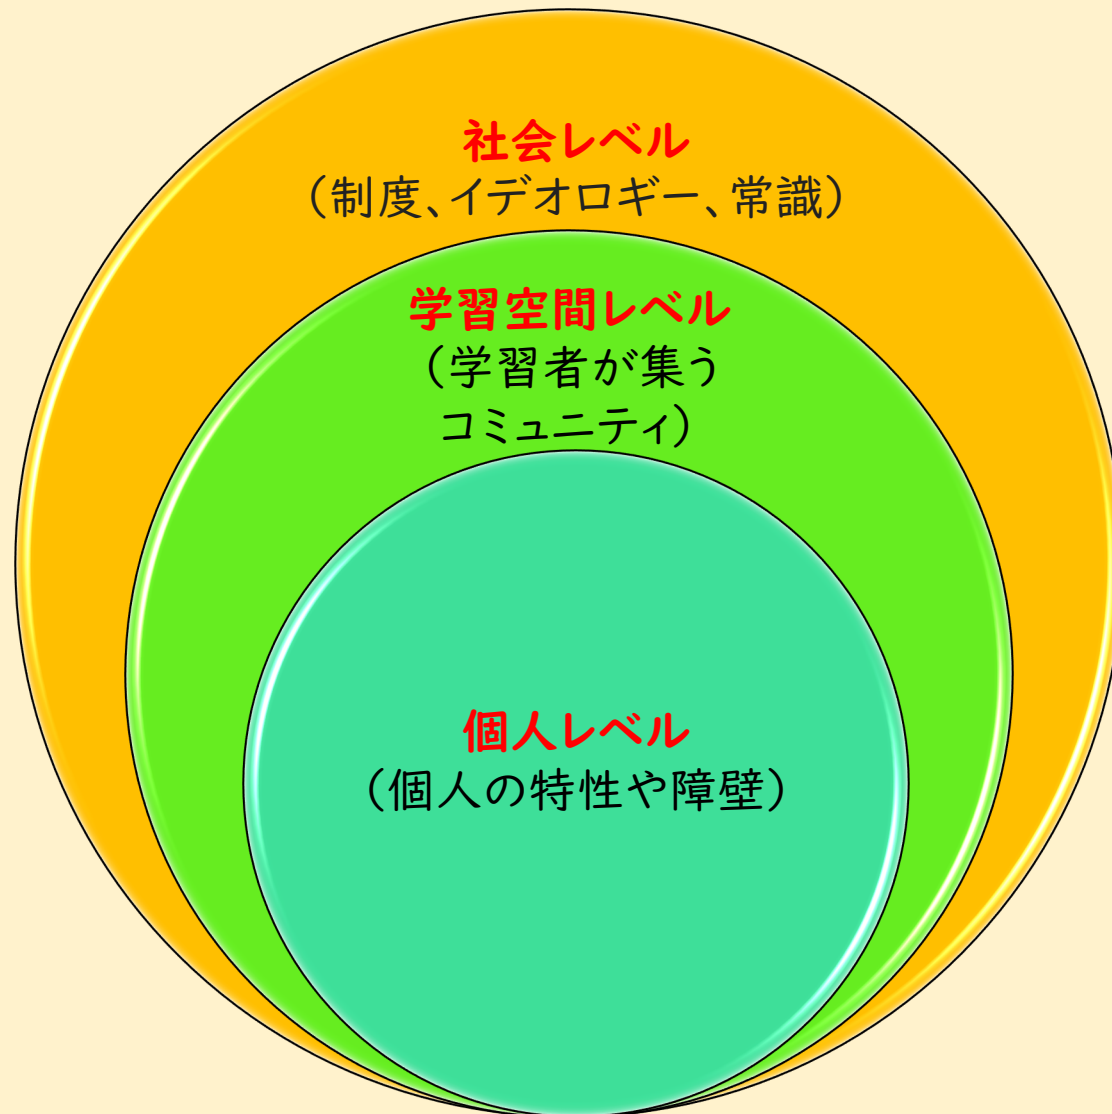 社会レベル
（制度、イデオロギー、常識）
学習空間レベル
（学習者が集う
コミュニティ）
個人レベル
（個人の特性や障壁）